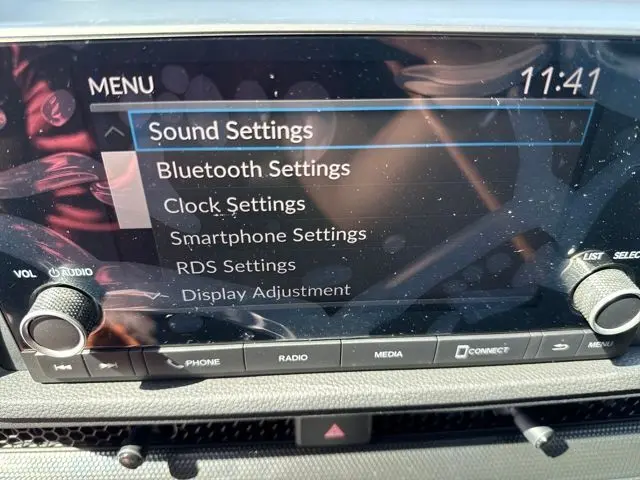 MENU 11:41
Sound Settings
Bluetooth Settings
Clock Settings
Smartphone Settings
RDS Settings
Display Adjustment
VOL AUDIO
LIST SELEC
PHONE RADIO MEDIA CONNECT MENU